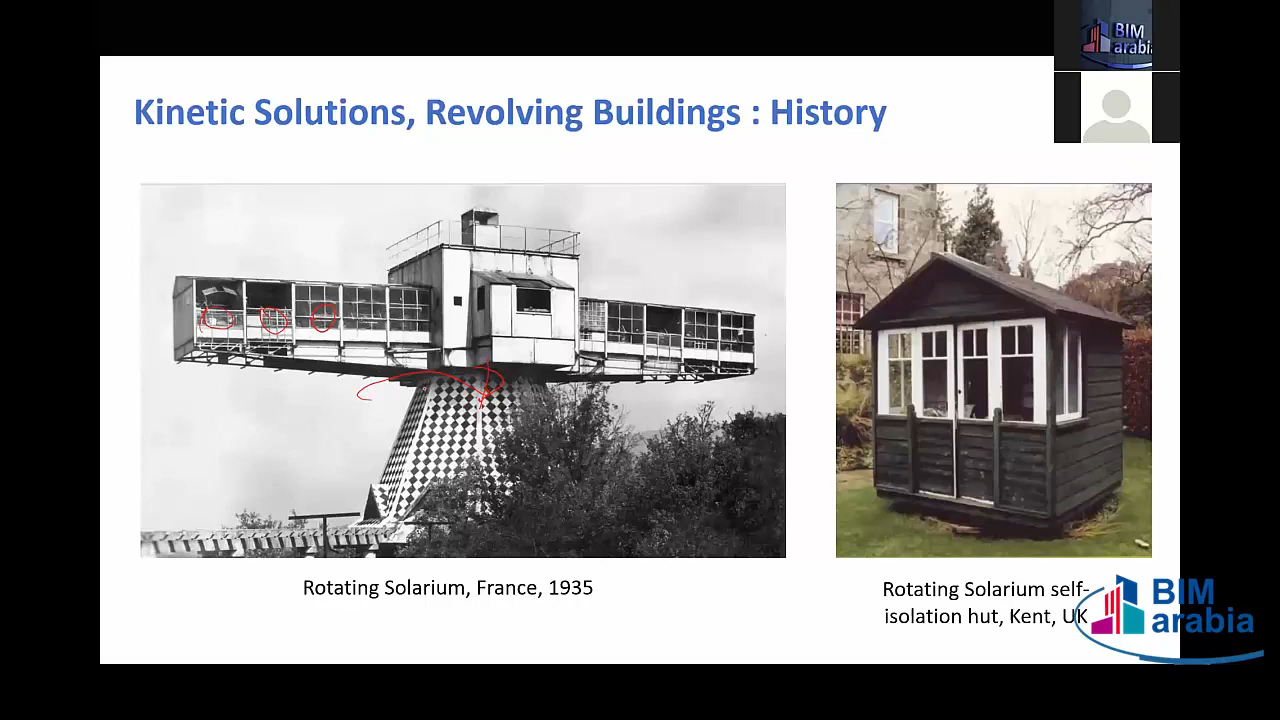 BIM
arabia
Kinetic Solutions, Revolving Buildings : History
Rotating Solarium, France, 1935
Rotating Solarium self-
isolation hut, Kent, UK
BIM
arabia